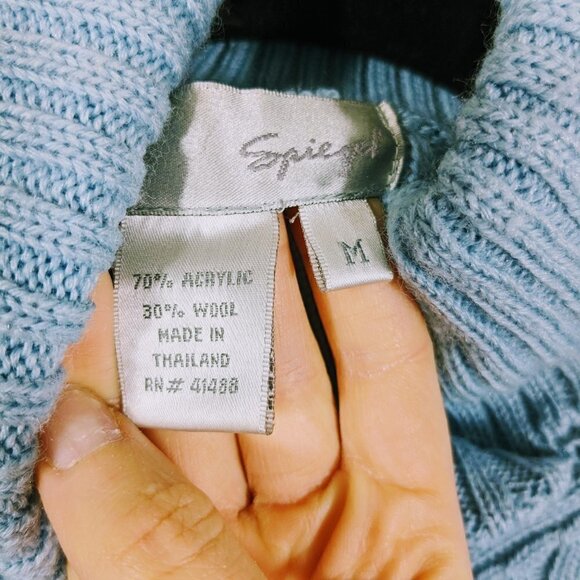 Spiegel
M
70% ACRYLIC
30% WOOL
MADE IN
THAILAND
RN# 41488